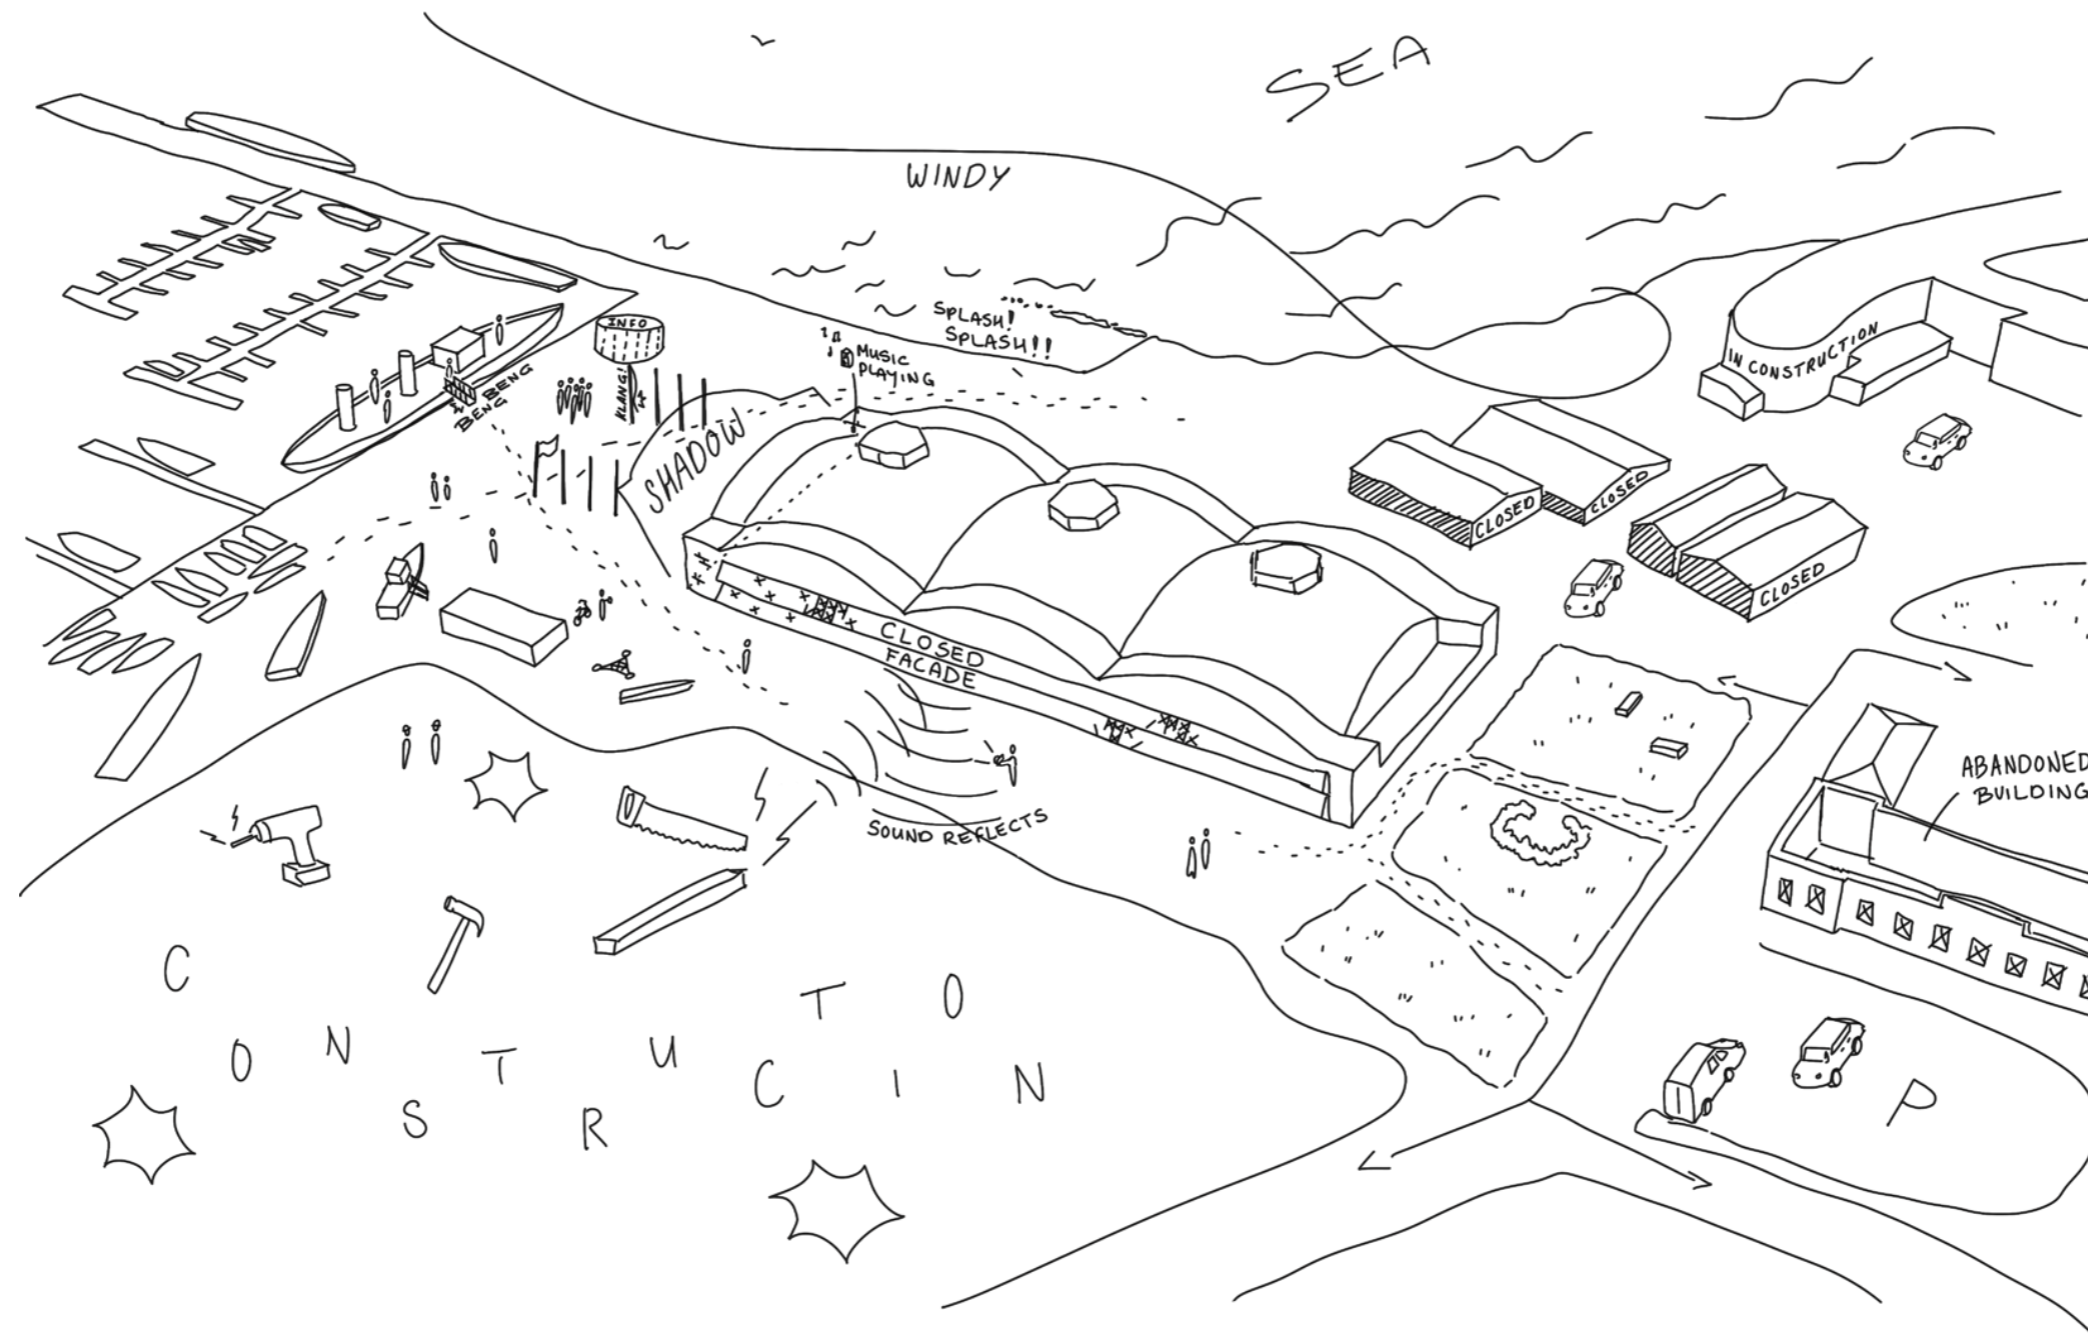 SEA
WINDY
SPLASH!
SPLASH!!
INFO
MUSIC
PLAYING
KLANG!
BENG
BENG
SHADOW
IN CONSTRUCTION
CLOSED
CLOSED
CLOSED
CLOSED
FACADE
ABANDONED
BUILDING
SOUND REFLECTS
CONSTRUCTION
P